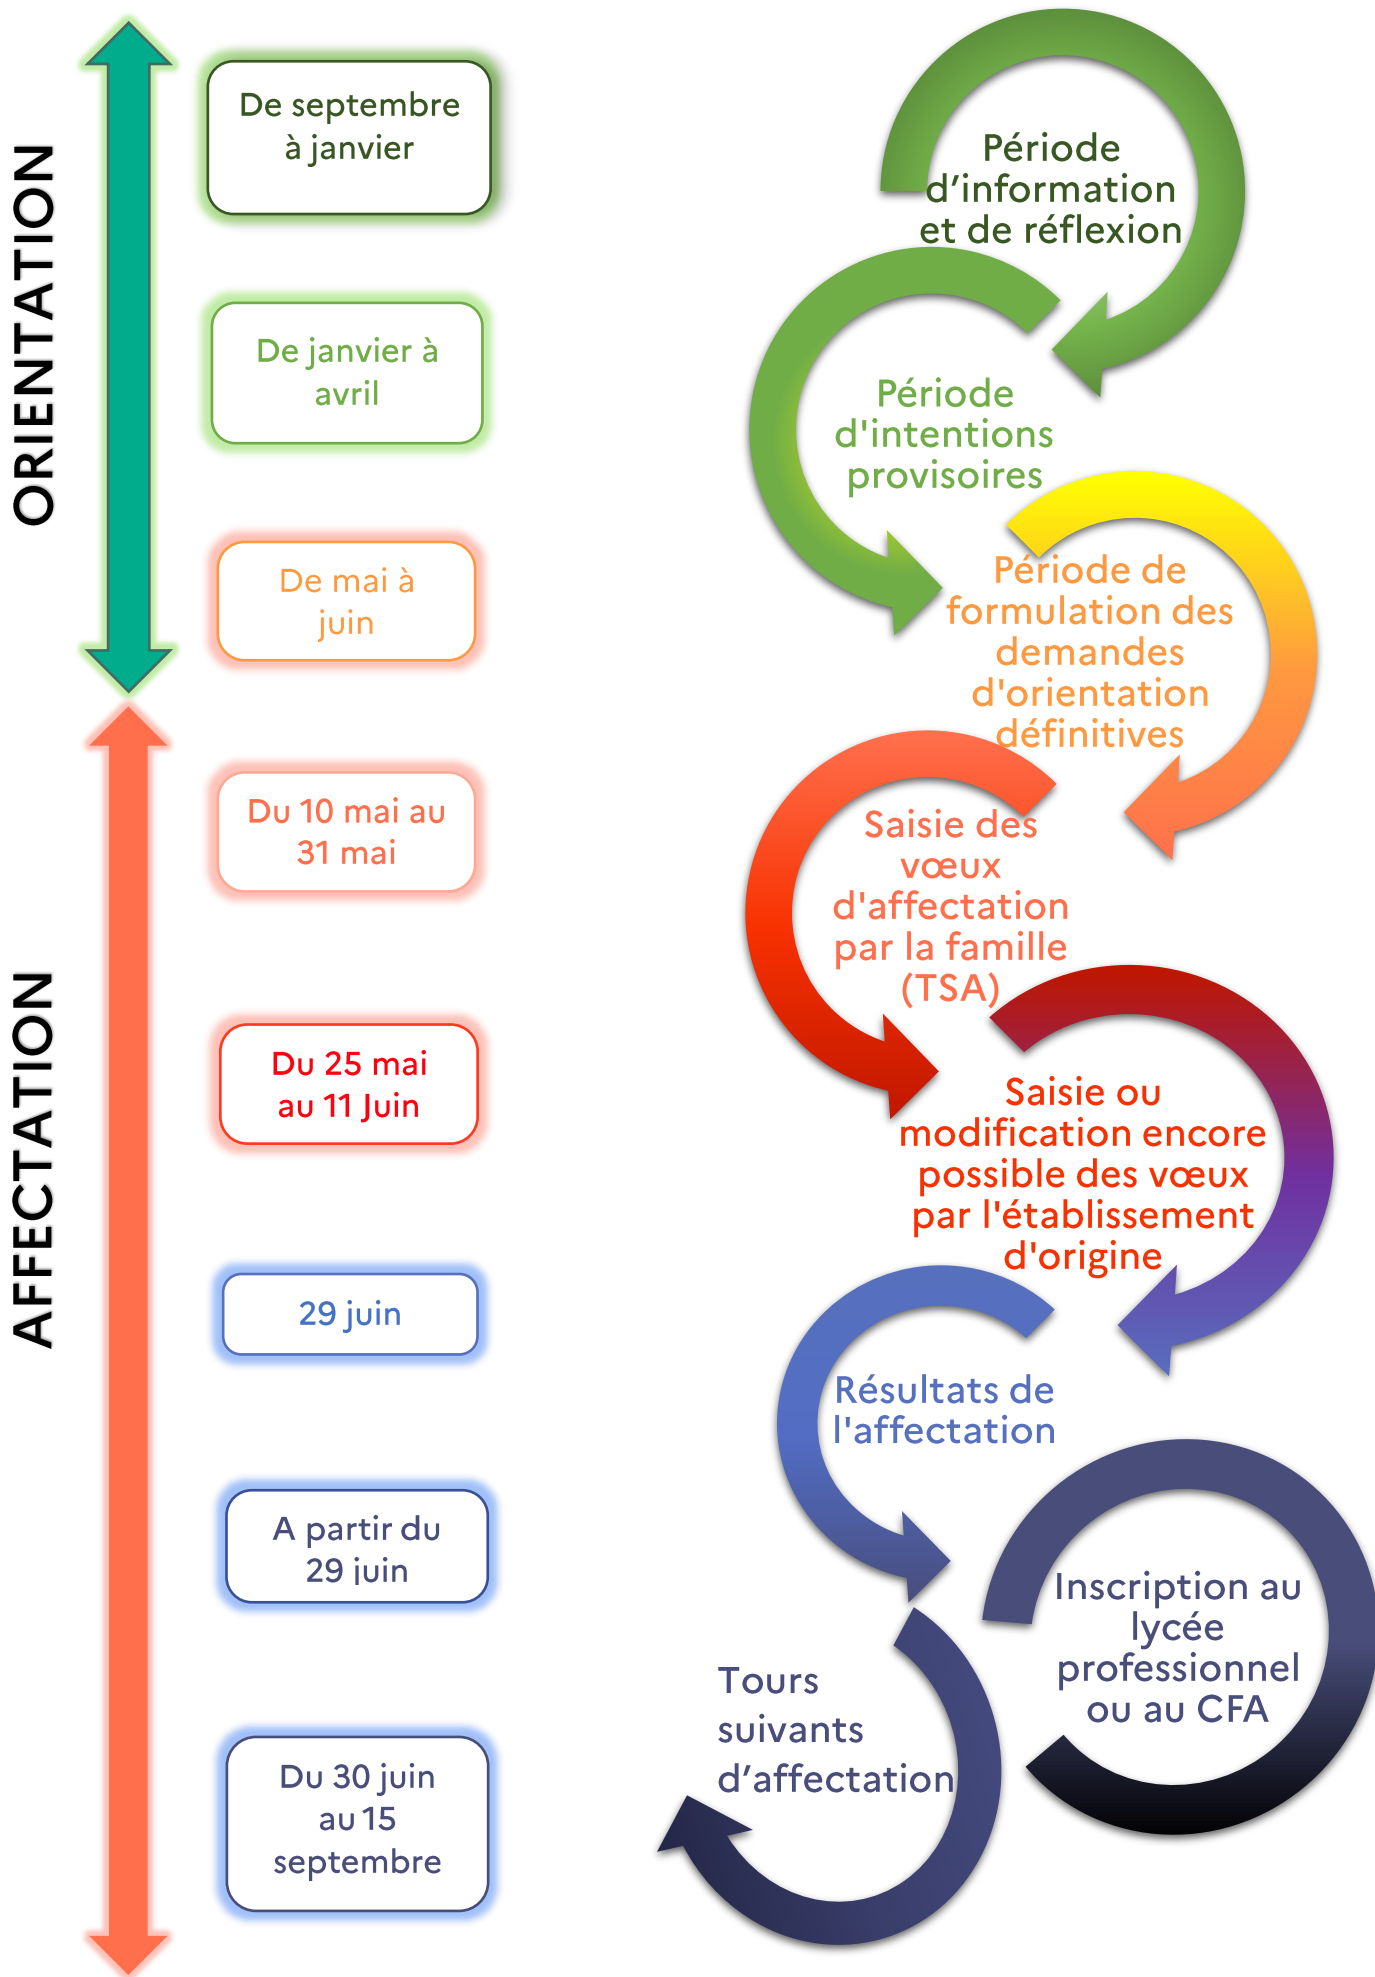 ORIENTATION
De septembre
à janvier
Période
d’information
et de réflexion
De janvier à
avril
Période
d'intentions
provisoires
De mai à
juin
Période de
formulation des
demandes
d'orientation
définitives
AFFECTATION
Du 10 mai au
31 mai
Saisie des
vœux
d'affectation
par la famille
(TSA)
Du 25 mai
au 11 Juin
Saisie ou
modification encore
possible des vœux
par l'établissement
d'origine
29 juin
Résultats de
l'affectation
A partir du
29 juin
Inscription au
lycée
professionnel
ou au CFA
Du 30 juin
au 15
septembre
Tours
suivants
d’affectation